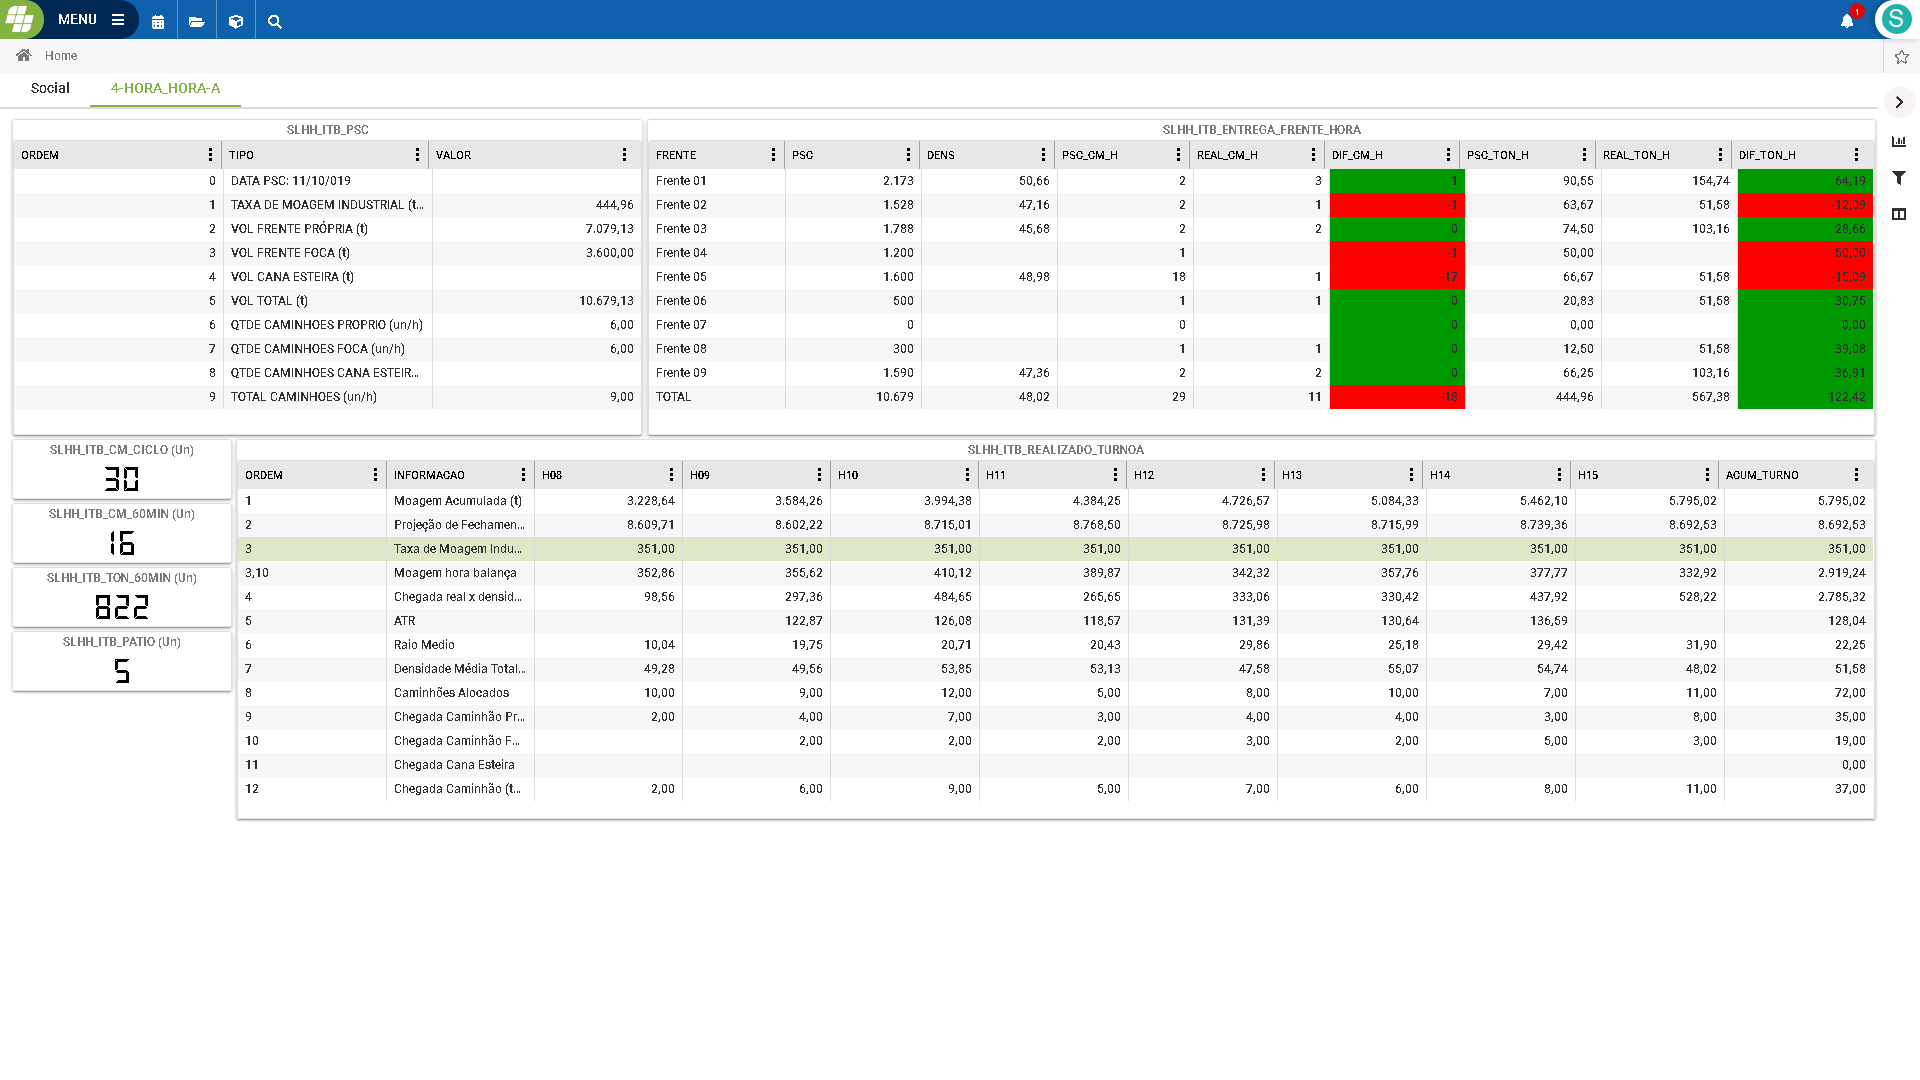 MENU
1
S
Home
Social 4-HORA_HORA-A
SLHH_ITB_PSC
ORDEM TIPO VALOR
0 DATA PSC: 11/10/019
1 TAXA DE MOAGEM INDUSTRIAL (t... 444,96
2 VOL FRENTE PRÓPRIA (t) 7.079,13
3 VOL FRENTE FOCA (t) 3.600,00
4 VOL CANA ESTEIRA (t)
5 VOL TOTAL (t) 10.679,13
6 QTDE CAMINHOES PROPRIO (un/h) 6,00
7 QTDE CAMINHOES FOCA (un/h) 6,00
8 QTDE CAMINHOES CANA ESTEIR...
9 TOTAL CAMINHOES (un/h) 9,00
SLHH_ITB_ENTREGA_FRENTE_HORA
FRENTE PSC DENS PSC_CM_H REAL_CM_H DIF_CM_H PSC_TON_H REAL_TON_H DIF_TON_H
Frente 01 2.173 50,66 2 3 1 90,55 154,74 64,19
Frente 02 1.528 47,16 2 1 -1 63,67 51,58 -12,09
Frente 03 1.788 45,68 2 2 0 74,50 103,16 28,66
Frente 04 1.200 1 -1 50,00 -50,00
Frente 05 1.600 48,98 18 1 -17 66,67 51,58 -15,09
Frente 06 500 1 1 0 20,83 51,58 30,75
Frente 07 0 0 0 0,00 0,00
Frente 08 300 1 1 0 12,50 51,58 39,08
Frente 09 1.590 47,36 2 2 0 66,25 103,16 36,91
TOTAL 10.679 48,02 29 11 -18 444,96 567,38 122,42
SLHH_ITB_CM_CICLO (Un)
30
SLHH_ITB_CM_60MIN (Un)
16
SLHH_ITB_TON_60MIN (Un)
822
SLHH_ITB_PATIO (Un)
5
SLHH_ITB_REALIZADO_TURNOA
ORDEM INFORMACAO H08 H09 H10 H11 H12 H13 H14 H15 ACUM_TURNO
1 Moagem Acumulada (t) 3.228,64 3.584,26 3.994,38 4.384,25 4.726,57 5.084,33 5.462,10 5.795,02 5.795,02
2 Projeção de Fechamen... 8.609,71 8.602,22 8.715,01 8.768,50 8.725,98 8.715,99 8.739,36 8.692,53 8.692,53
3 Taxa de Moagem Indu... 351,00 351,00 351,00 351,00 351,00 351,00 351,00 351,00 351,00
3,10 Moagem hora balança 352,86 355,62 410,12 389,87 342,32 357,76 377,77 332,92 2.919,24
4 Chegada real x densid... 98,56 297,36 484,65 265,65 333,06 330,42 437,92 528,22 2.785,32
5 ATR 122,87 126,08 118,57 131,39 130,64 136,59 128,04
6 Raio Medio 10,04 19,75 20,71 20,43 29,86 25,18 29,42 31,90 22,25
7 Densidade Média Total... 49,28 49,56 53,85 53,13 47,58 55,07 54,74 48,02 51,58
8 Caminhões Alocados 10,00 9,00 12,00 5,00 8,00 10,00 7,00 11,00 72,00
9 Chegada Caminhão Pr... 2,00 4,00 7,00 3,00 4,00 4,00 3,00 8,00 35,00
10 Chegada Caminhão F... 2,00 2,00 2,00 3,00 2,00 5,00 3,00 19,00
11 Chegada Cana Esteira 0,00
12 Chegada Caminhão (t... 2,00 6,00 9,00 5,00 7,00 6,00 8,00 11,00 37,00